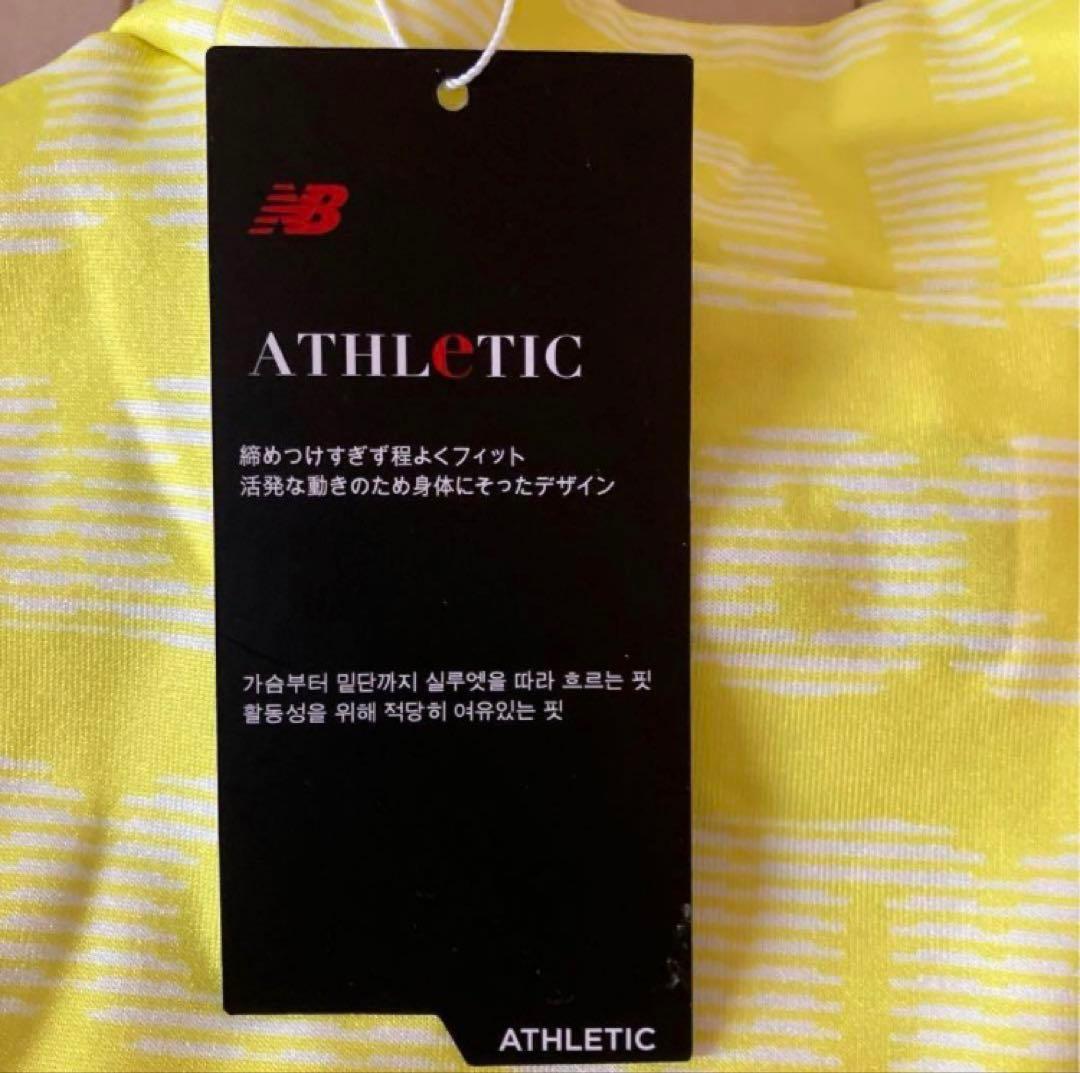 NB
ATHLeTIC
締めつけすぎず程よくフィット
活発な動きのため身体にそったデザイン
가슴부터 밑단까지 실루엣을 따라 흐르는 핏
활동성을 위해 적당히 여유있는 핏
ATHLETIC